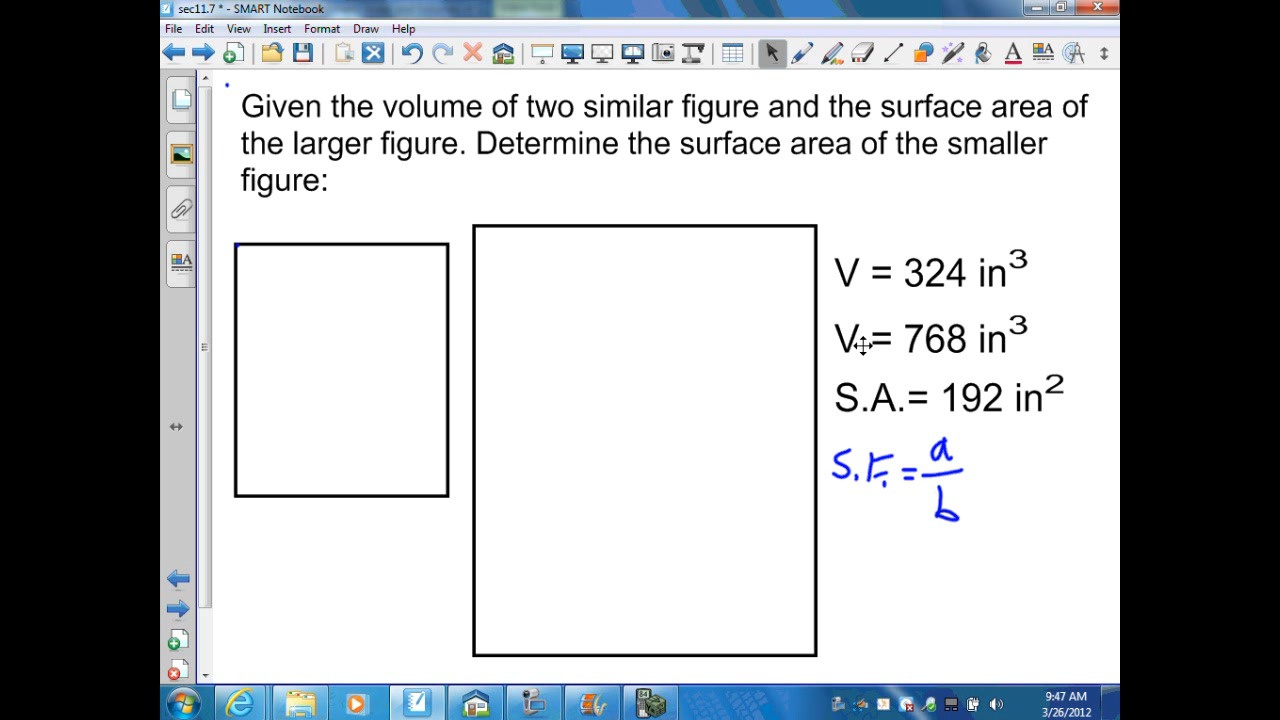 sec11.7 * - SMART Notebook
File Edit View Insert Format Draw Help
Given the volume of two similar figure and the surface area of
the larger figure. Determine the surface area of the smaller
figure:
V = 324 in³
V = 768 in³
S.A.= 192 in²
S.F. = a/b
9:47 AM
3/26/2012